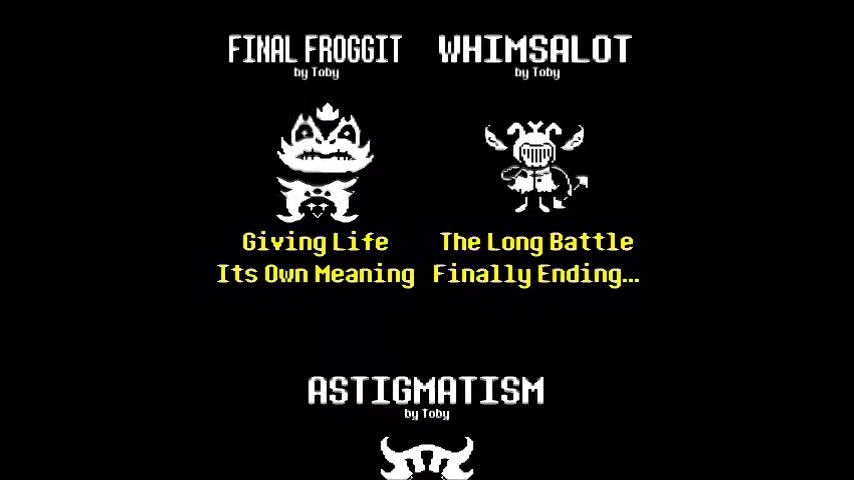 FINAL FROGGIT
by Toby
WHIMSALOT
by Toby
Giving Life
Its Own Meaning
The Long Battle
Finally Ending...
ASTIGMATISM
by Toby